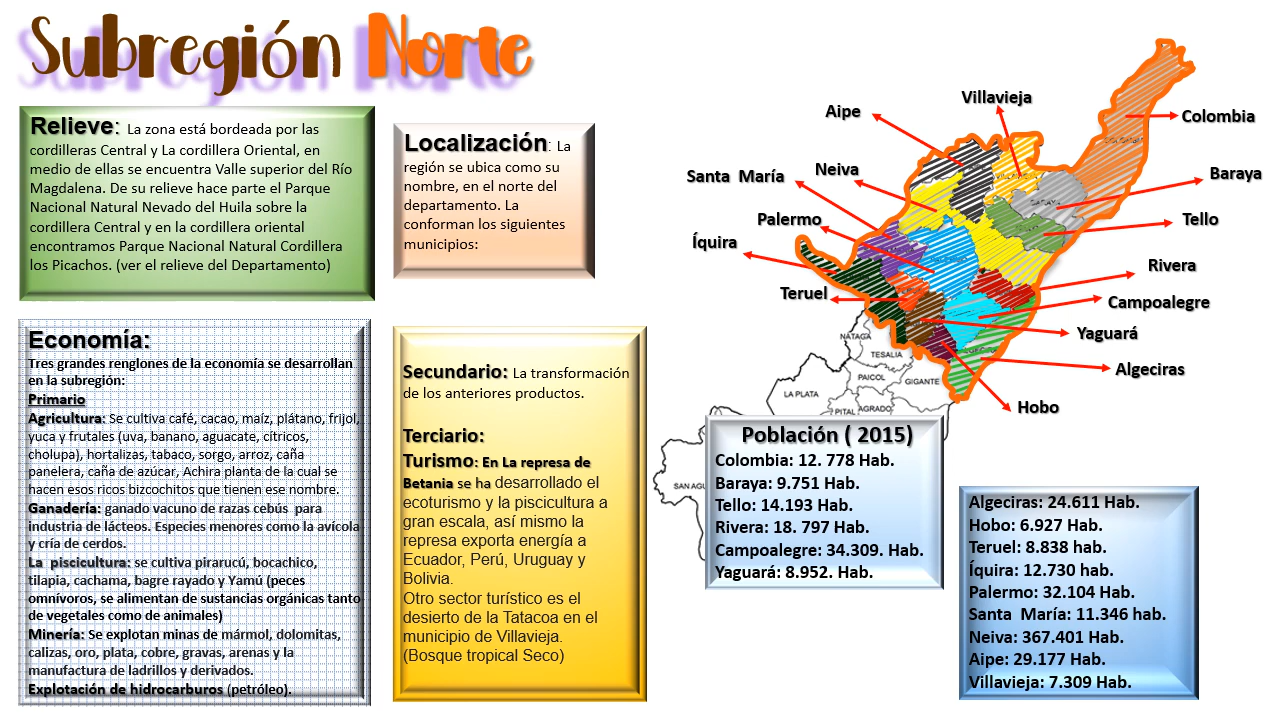 Subregión Norte
Relieve: La zona está bordeada por las
cordilleras Central y La cordillera Oriental, en
medio de ellas se encuentra Valle superior del Río
Magdalena. De su relieve hace parte el Parque
Nacional Natural Nevado del Huila sobre la
cordillera Central y en la cordillera oriental
encontramos Parque Nacional Natural Cordillera
los Picachos. (ver el relieve del Departamento)
Localización: La
región se ubica como su
nombre, en el norte del
departamento. La
conforman los siguientes
municipios:
Economía:
Tres grandes renglones de la economía se desarrollan
en la subregión:
Primario
Agricultura: Se cultiva café, cacao, maíz, plátano, frijol,
yuca y frutales (uva, banano, aguacate, cítricos,
cholupa), hortalizas, tabaco, sorgo, arroz, caña
panelera, caña de azúcar, Achira planta de la cual se
hacen esos ricos bizcochitos que tienen ese nombre.
Ganadería: ganado vacuno de razas cebús para
industria de lácteos. Especies menores como la avícola
y cría de cerdos.
La piscicultura: se cultiva pirarucú, bocachico,
tilapia, cachama, bagre rayado y Yamú (peces
omnívoros, se alimentan de sustancias orgánicas tanto
de vegetales como de animales)
Minería: Se explotan minas de mármol, dolomitas,
calizas, oro, plata, cobre, gravas, arenas y la
manufactura de ladrillos y derivados.
Explotación de hidrocarburos (petróleo).
Secundario: La transformación
de los anteriores productos.
Terciario:
Turismo: En La represa de
Betania se ha desarrollado el
ecoturismo y la piscicultura a
gran escala, así mismo la
represa exporta energía a
Ecuador, Perú, Uruguay y
Bolivia.
Otro sector turístico es el
desierto de la Tatacoa en el
municipio de Villavieja.
(Bosque tropical Seco)
Villavieja
Aipe
Colombia
Neiva
Santa María
Baraya
Palermo
Tello
Íquira
Rivera
Teruel
Campoalegre
Yaguará
Algeciras
Hobo
NATAGA
TESALIA
PAICOL
GIGANTE
LA PLATA
PITAL
AGRADO
SAN AGU
Población ( 2015)
Colombia: 12. 778 Hab.
Baraya: 9.751 Hab.
Tello: 14.193 Hab.
Rivera: 18. 797 Hab.
Campoalegre: 34.309. Hab.
Yaguará: 8.952. Hab.
Algeciras: 24.611 Hab.
Hobo: 6.927 Hab.
Teruel: 8.838 hab.
Íquira: 12.730 hab.
Palermo: 32.104 Hab.
Santa María: 11.346 hab.
Neiva: 367.401 Hab.
Aipe: 29.177 Hab.
Villavieja: 7.309 Hab.